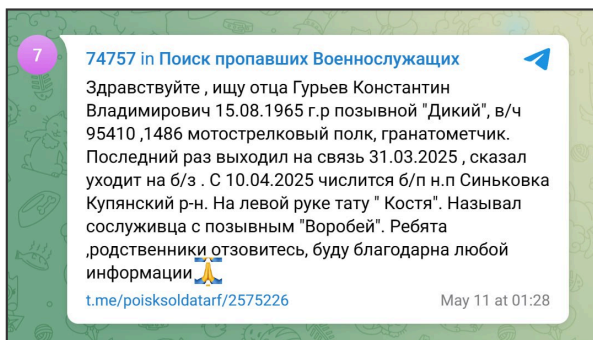 7
74757 in Поиск пропавших Военнослужащих
Здравствуйте , ищу отца Гурьев Константин
Владимирович 15.08.1965 г.р позывной "Дикий", в/ч
95410 ,1486 мотострелковый полк, гранатометчик.
Последний раз выходил на связь 31.03.2025 , сказал
уходит на б/з . С 10.04.2025 числится б/п н.п Синьковка
Купянский р-н. На левой руке тату " Костя". Называл
сослуживца с позывным "Воробей". Ребята
,родственники отзовитесь, буду благодарна любой
информации🙏
t.me/poisksoldatarf/2575226
May 11 at 01:28